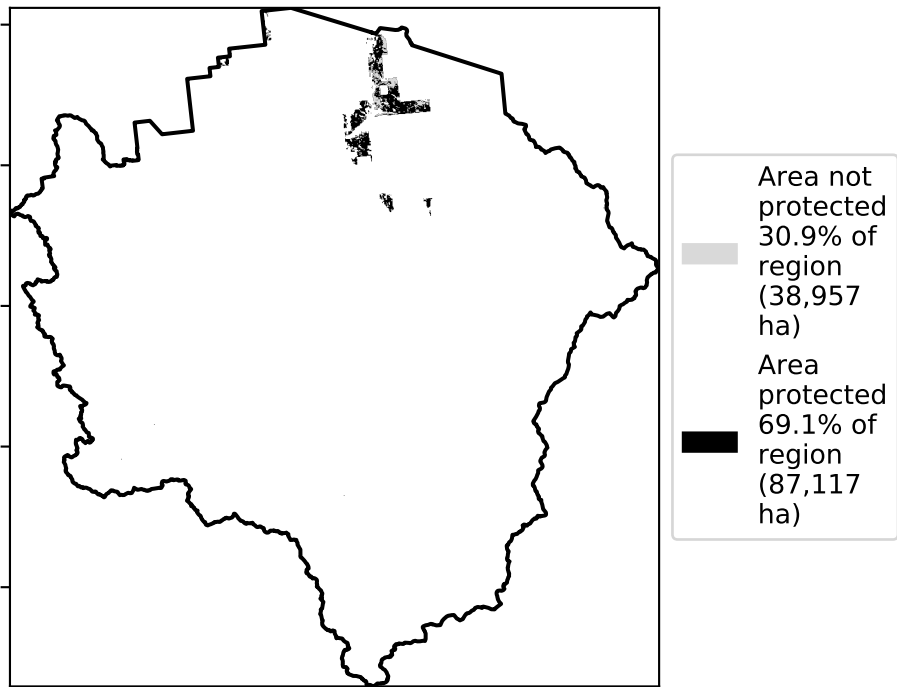 Area not
protected
30.9% of
region
(38,957
ha)
Area
protected
69.1% of
region
(87,117
ha)